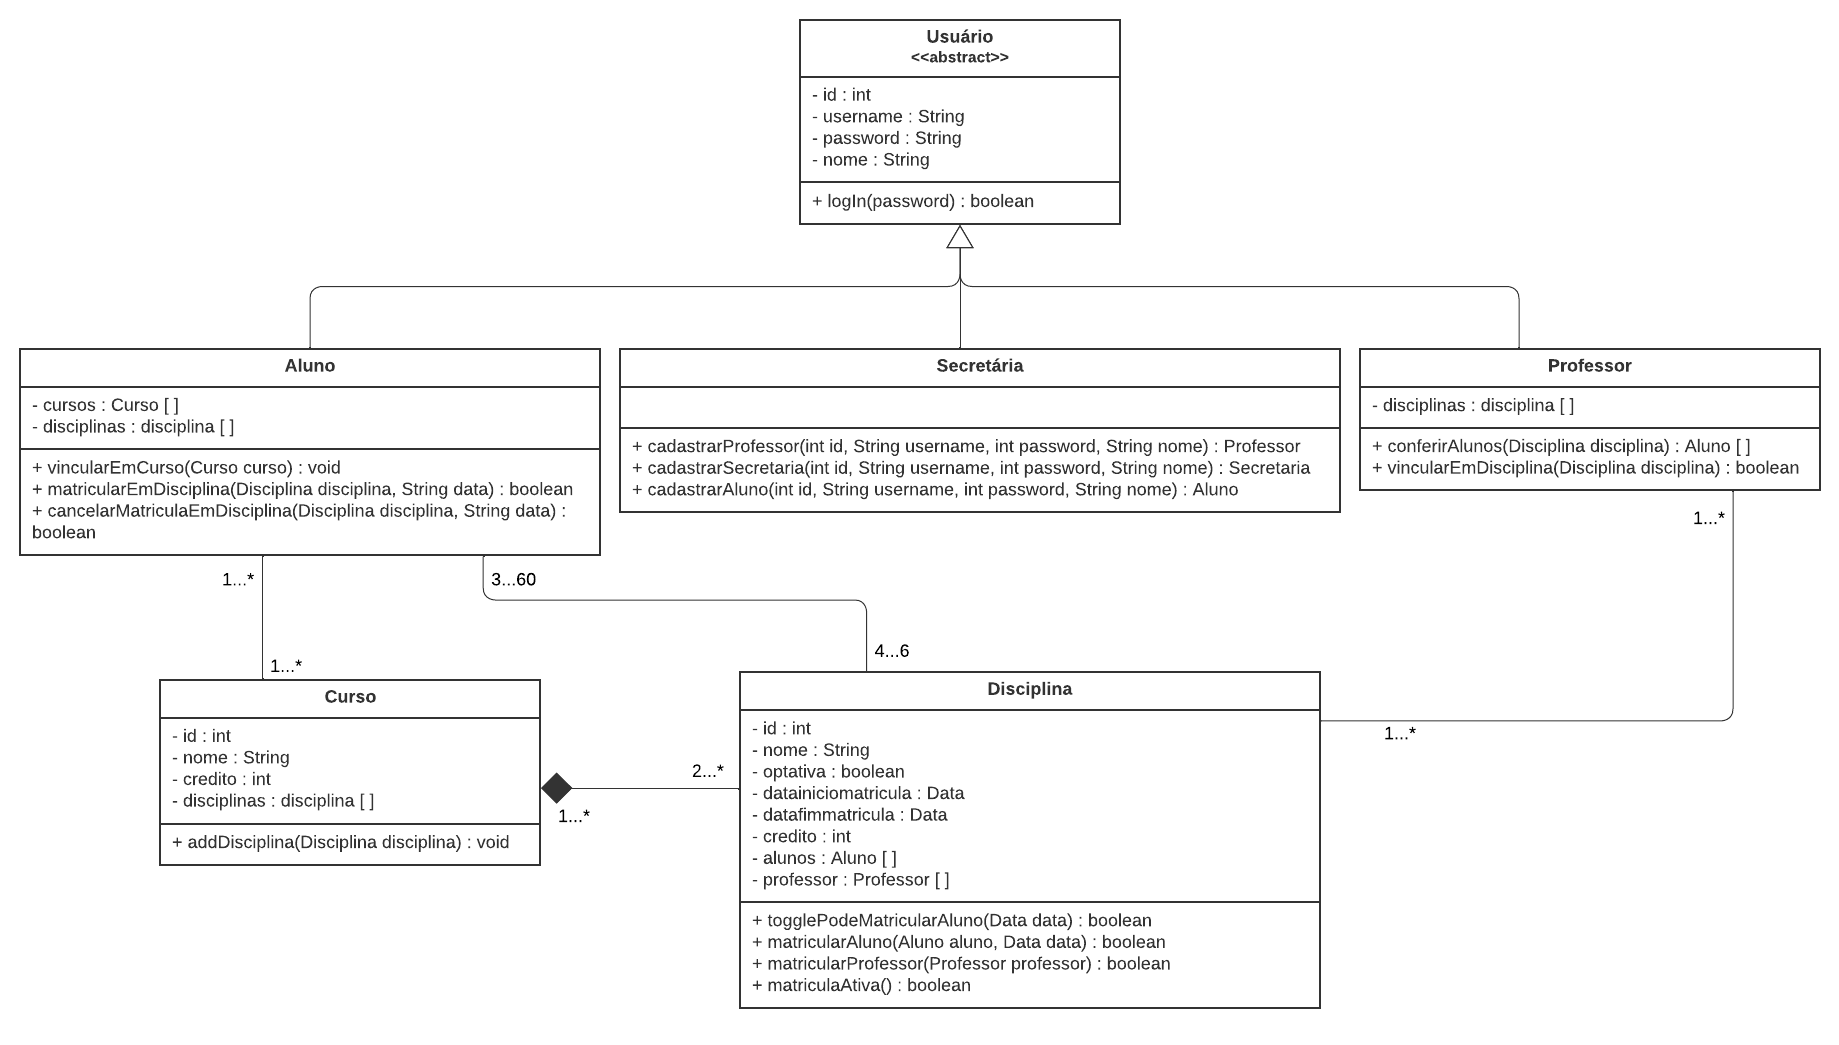 Usuário
<<abstract>>
- id : int
- username : String
- password : String
- nome : String
+ logIn(password) : boolean
Aluno
- cursos : Curso [ ]
- disciplinas : disciplina [ ]
+ vincularEmCurso(Curso curso) : void
+ matricularEmDisciplina(Disciplina disciplina, String data) : boolean
+ cancelarMatriculaEmDisciplina(Disciplina disciplina, String data) :
boolean
Secretária
+ cadastrarProfessor(int id, String username, int password, String nome) : Professor
+ cadastrarSecretaria(int id, String username, int password, String nome) : Secretaria
+ cadastrarAluno(int id, String username, int password, String nome) : Aluno
Professor
- disciplinas : disciplina [ ]
+ conferirAlunos(Disciplina disciplina) : Aluno [ ]
+ vincularEmDisciplina(Disciplina disciplina) : boolean
1...*
1...*
3...60
4...6
1...*
1...*
Curso
- id : int
- nome : String
- credito : int
- disciplinas : disciplina [ ]
+ addDisciplina(Disciplina disciplina) : void
2...*
1...*
Disciplina
- id : int
- nome : String
- optativa : boolean
- datainiciomatricula : Data
- datafimmatricula : Data
- credito : int
- alunos : Aluno [ ]
- professor : Professor [ ]
+ togglePodeMatricularAluno(Data data) : boolean
+ matricularAluno(Aluno aluno, Data data) : boolean
+ matricularProfessor(Professor professor) : boolean
+ matriculaAtiva() : boolean